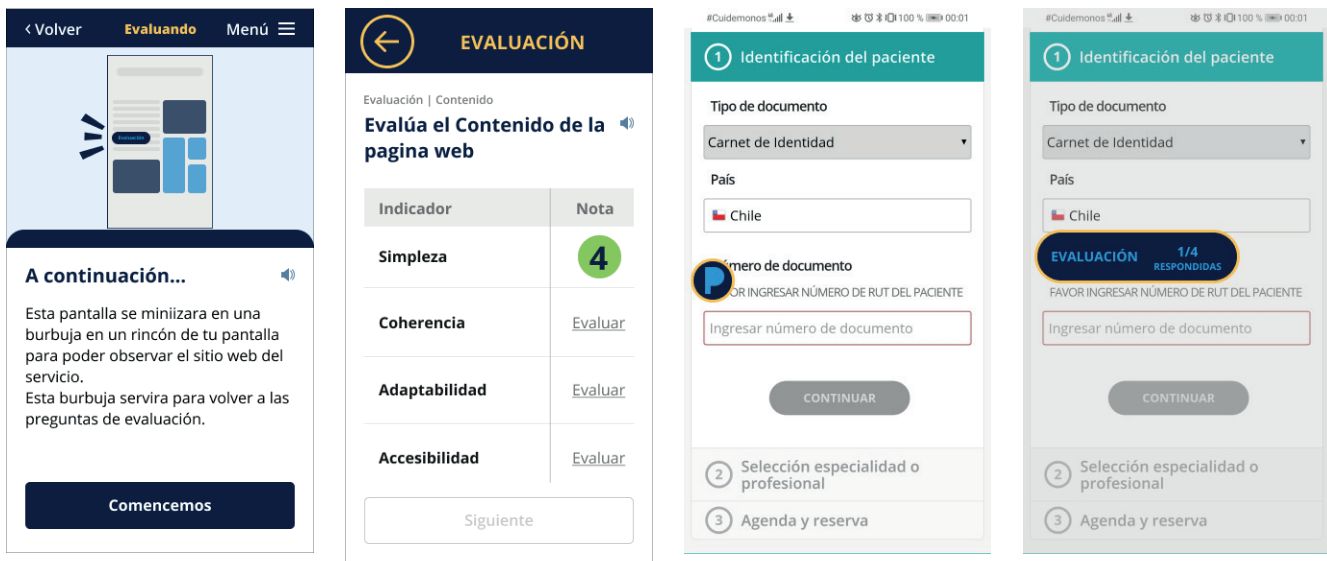 ‹ Volver Evaluando Menú
Evaluación
A continuación...
Esta pantalla se miniizara en una
burbuja en un rincón de tu pantalla
para poder observar el sitio web del
servicio.
Esta burbuja servira para volver a las
preguntas de evaluación.
Comencemos
EVALUACIÓN
Evaluación | Contenido
Evalúa el Contenido de la
pagina web
Indicador Nota
Simpleza 4
Coherencia Evaluar
Adaptabilidad Evaluar
Accesibilidad Evaluar
Siguiente
#Cuidemonos 100 % 00:01
1 Identificación del paciente
Tipo de documento
Carnet de Identidad
País
Chile
úmero de documento
P
OR INGRESAR NÚMERO DE RUT DEL PACIENTE
Ingresar número de documento
CONTINUAR
2 Selección especialidad o
profesional
3 Agenda y reserva
#Cuidemonos 100 % 00:01
1 Identificación del paciente
Tipo de documento
Carnet de Identidad
País
Chile
EVALUACIÓN 1/4
RESPONDIDAS
FAVOR INGRESAR NÚMERO DE RUT DEL PACIENTE
Ingresar número de documento
CONTINUAR
2 Selección especialidad o
profesional
3 Agenda y reserva